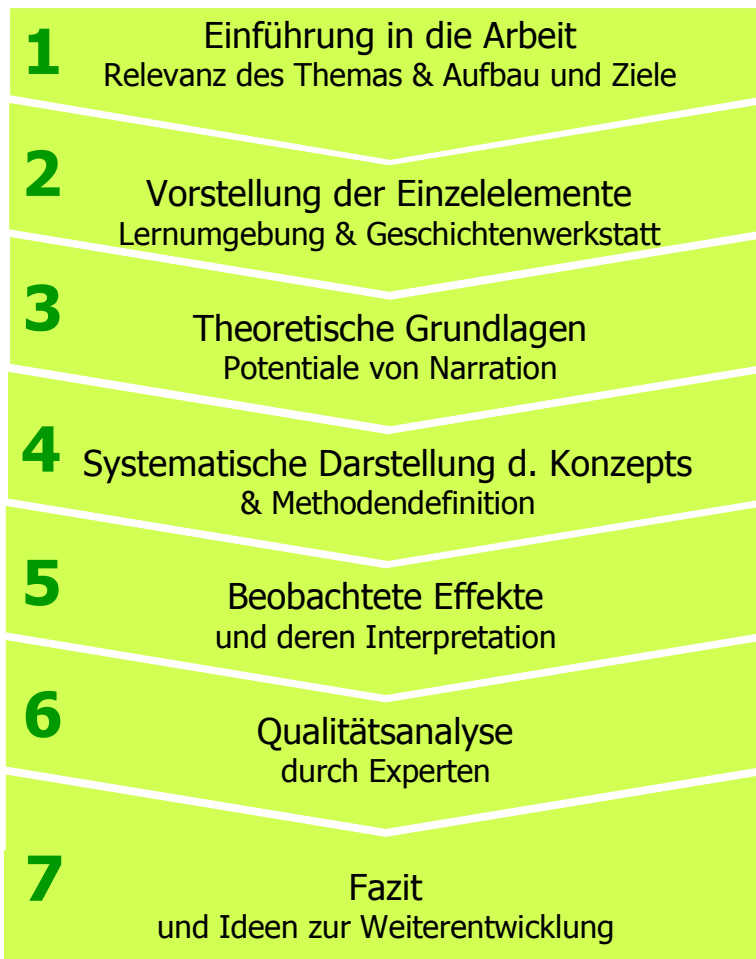 1
Einführung in die Arbeit
Relevanz des Themas & Aufbau und Ziele
2
Vorstellung der Einzelelemente
Lernumgebung & Geschichtenwerkstatt
3
Theoretische Grundlagen
Potentiale von Narration
4
Systematische Darstellung d. Konzepts
& Methodendefinition
5
Beobachtete Effekte
und deren Interpretation
6
Qualitätsanalyse
durch Experten
7
Fazit
und Ideen zur Weiterentwicklung